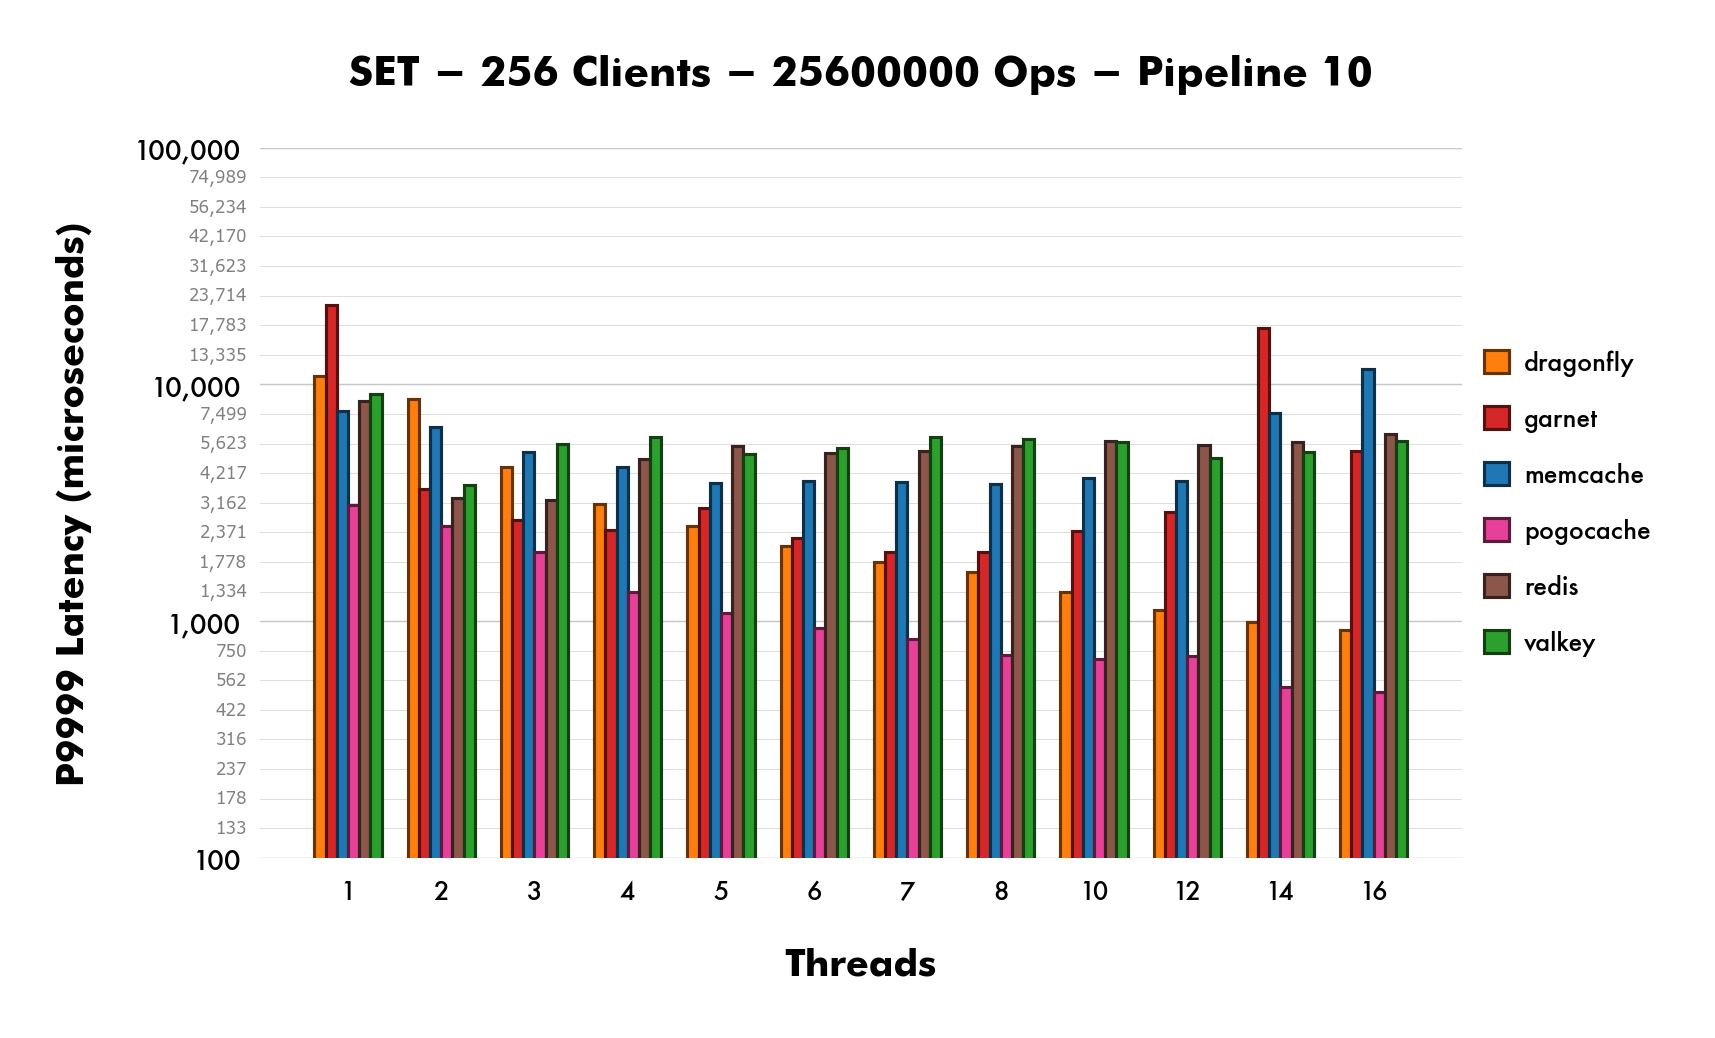 SET – 256 Clients – 25600000 Ops – Pipeline 10
P9999 Latency (microseconds)
100,000
74,989
56,234
42,170
31,623
23,714
17,783
13,335
10,000
7,499
5,623
4,217
3,162
2,371
1,778
1,334
1,000
750
562
422
316
237
178
133
100
1 2 3 4 5 6 7 8 10 12 14 16
Threads
dragonfly
garnet
memcache
pogocache
redis
valkey